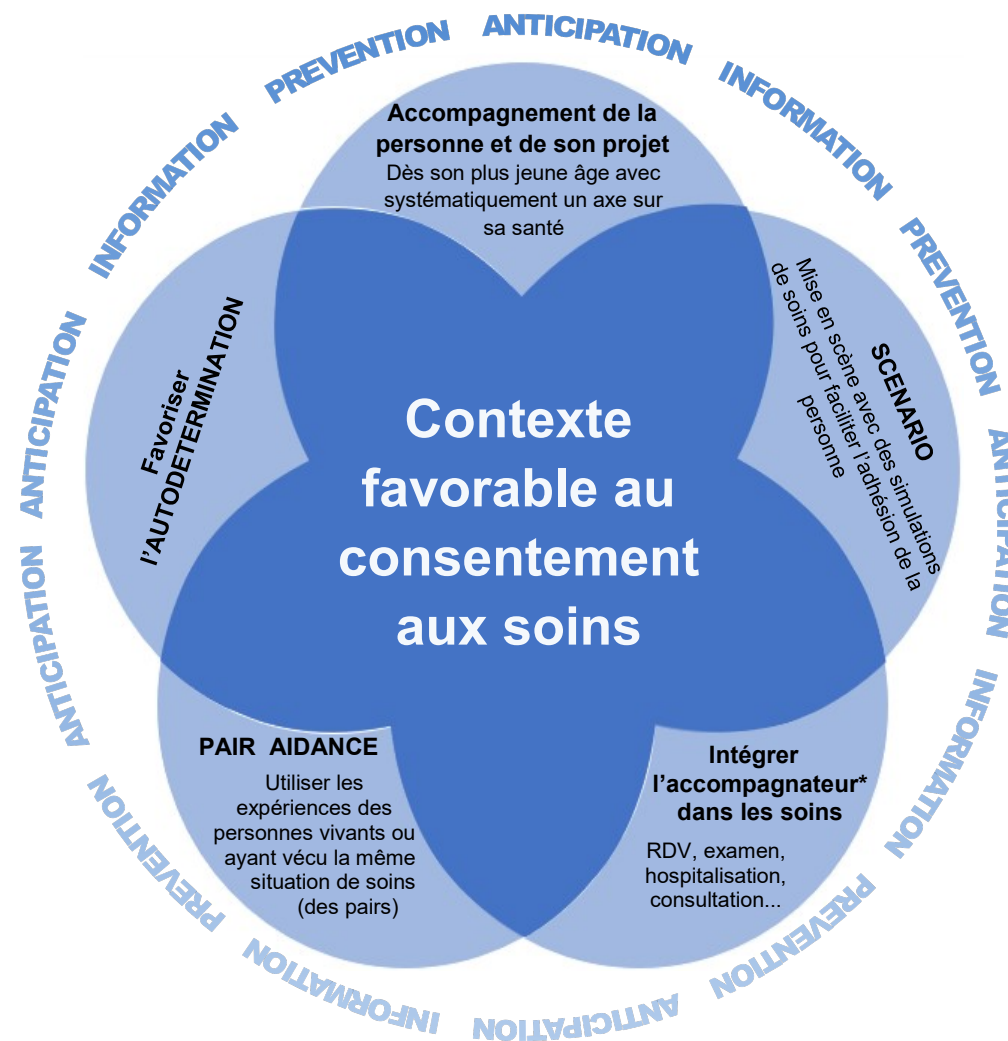 PREVENTION ANTICIPATION INFORMATION PREVENTION ANTICIPATION INFORMATION PREVENTION ANTICIPATION INFORMATION PREVENTION ANTICIPATION ANTICIPATION INFORMATION
Accompagnement de la
personne et de son projet
Dès son plus jeune âge avec
systématiquement un axe sur
sa santé
SCENARIO
Mise en scène avec des simulations
de soins pour faciliter l'adhésion de la
personne
Intégrer
l'accompagnateur*
dans les soins
RDV, examen,
hospitalisation,
consultation...
PAIR AIDANCE
Utiliser les
expériences des
personnes vivants ou
ayant vécu la même
situation de soins
(des pairs)
Favoriser
l'AUTODETERMINATION
Contexte
favorable au
consentement
aux soins